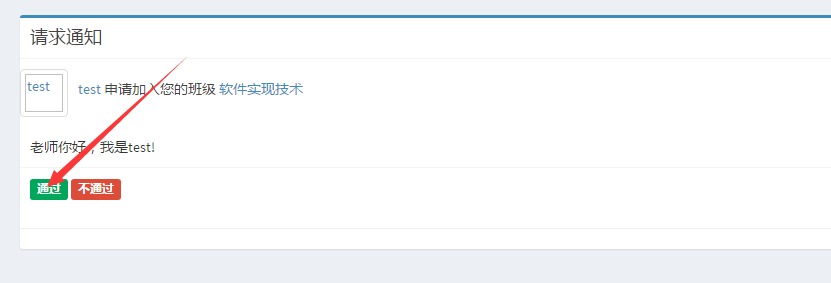 请求通知
test
test 申请加入您的班级 软件实现技术
老师你好，我是test!
通过 不通过